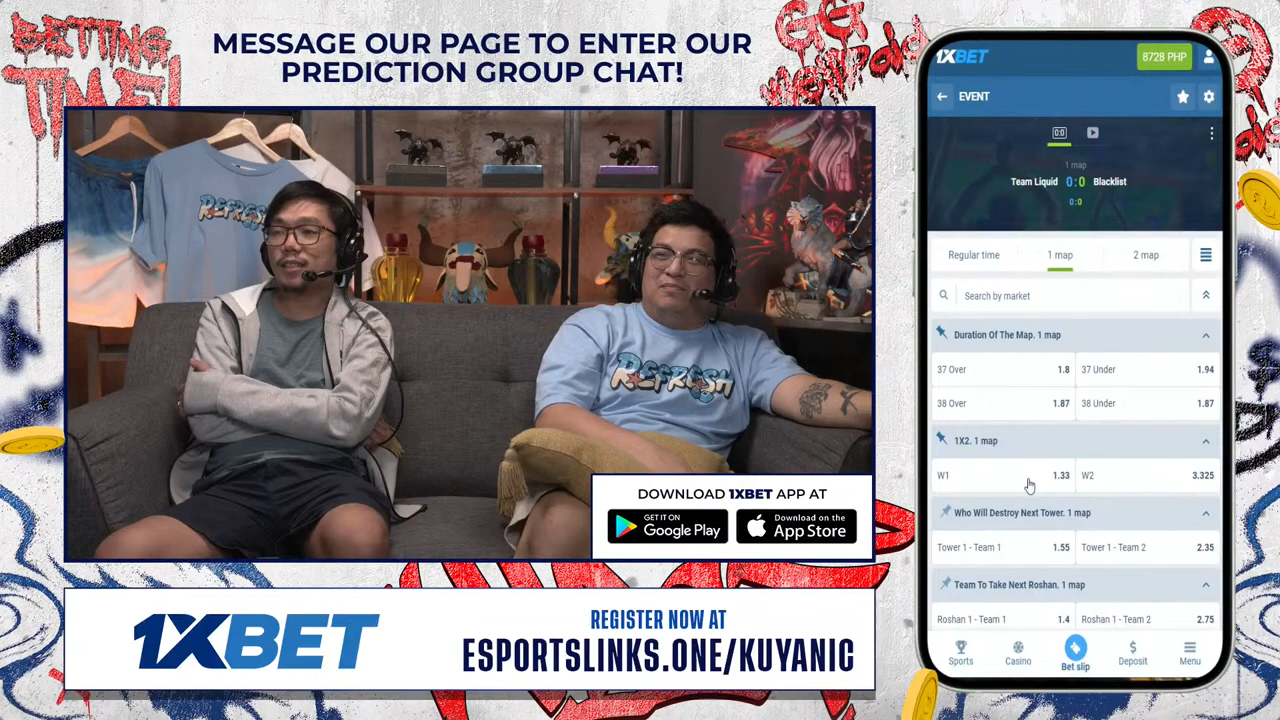 BETTING
TIME!
GG
MESSAGE OUR PAGE TO ENTER OUR
PREDICTION GROUP CHAT!
REFRESH
REFRESH
DOWNLOAD 1XBET APP AT
GET IT ON
Google Play
Download on the
App Store
1XBET
REGISTER NOW AT
ESPORTSLINKS.ONE/KUYANIC
1XBET
8728 PHP
EVENT
0:0
1 map
Team Liquid 0:0 Blacklist
0:0
Regular time 1 map 2 map
Search by market
Duration Of The Map. 1 map
37 Over 1.8 37 Under 1.94
38 Over 1.87 38 Under 1.87
1X2. 1 map
W1 1.33 W2 3.325
Who Will Destroy Next Tower. 1 map
Tower 1 - Team 1 1.55 Tower 1 - Team 2 2.35
Team To Take Next Roshan. 1 map
Roshan 1 - Team 1 1.4 Roshan 1 - Team 2 2.75
Sports Casino Bet slip Deposit Menu